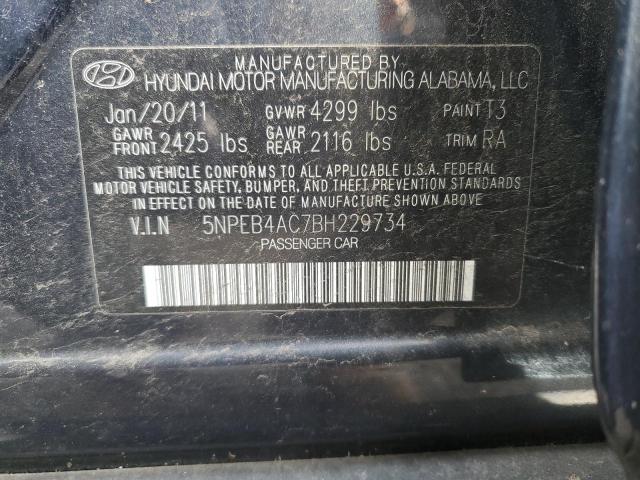 MANUFACTURED BY
HYUNDAI MOTOR MANUFACTURING ALABAMA, LLC
Jan/20/11 GVWR 4299 lbs PAINT T3
GAWR FRONT 2425 lbs GAWR REAR 2116 lbs TRIM RA
THIS VEHICLE CONFORMS TO ALL APPLICABLE U.S.A. FEDERAL
MOTOR VEHICLE SAFETY, BUMPER, AND THEFT PREVENTION
STANDARDS IN EFFECT ON THE DATE OF MANUFACTURE SHOWN ABOVE
V.I.N 5NPEB4AC7BH229734
PASSENGER CAR